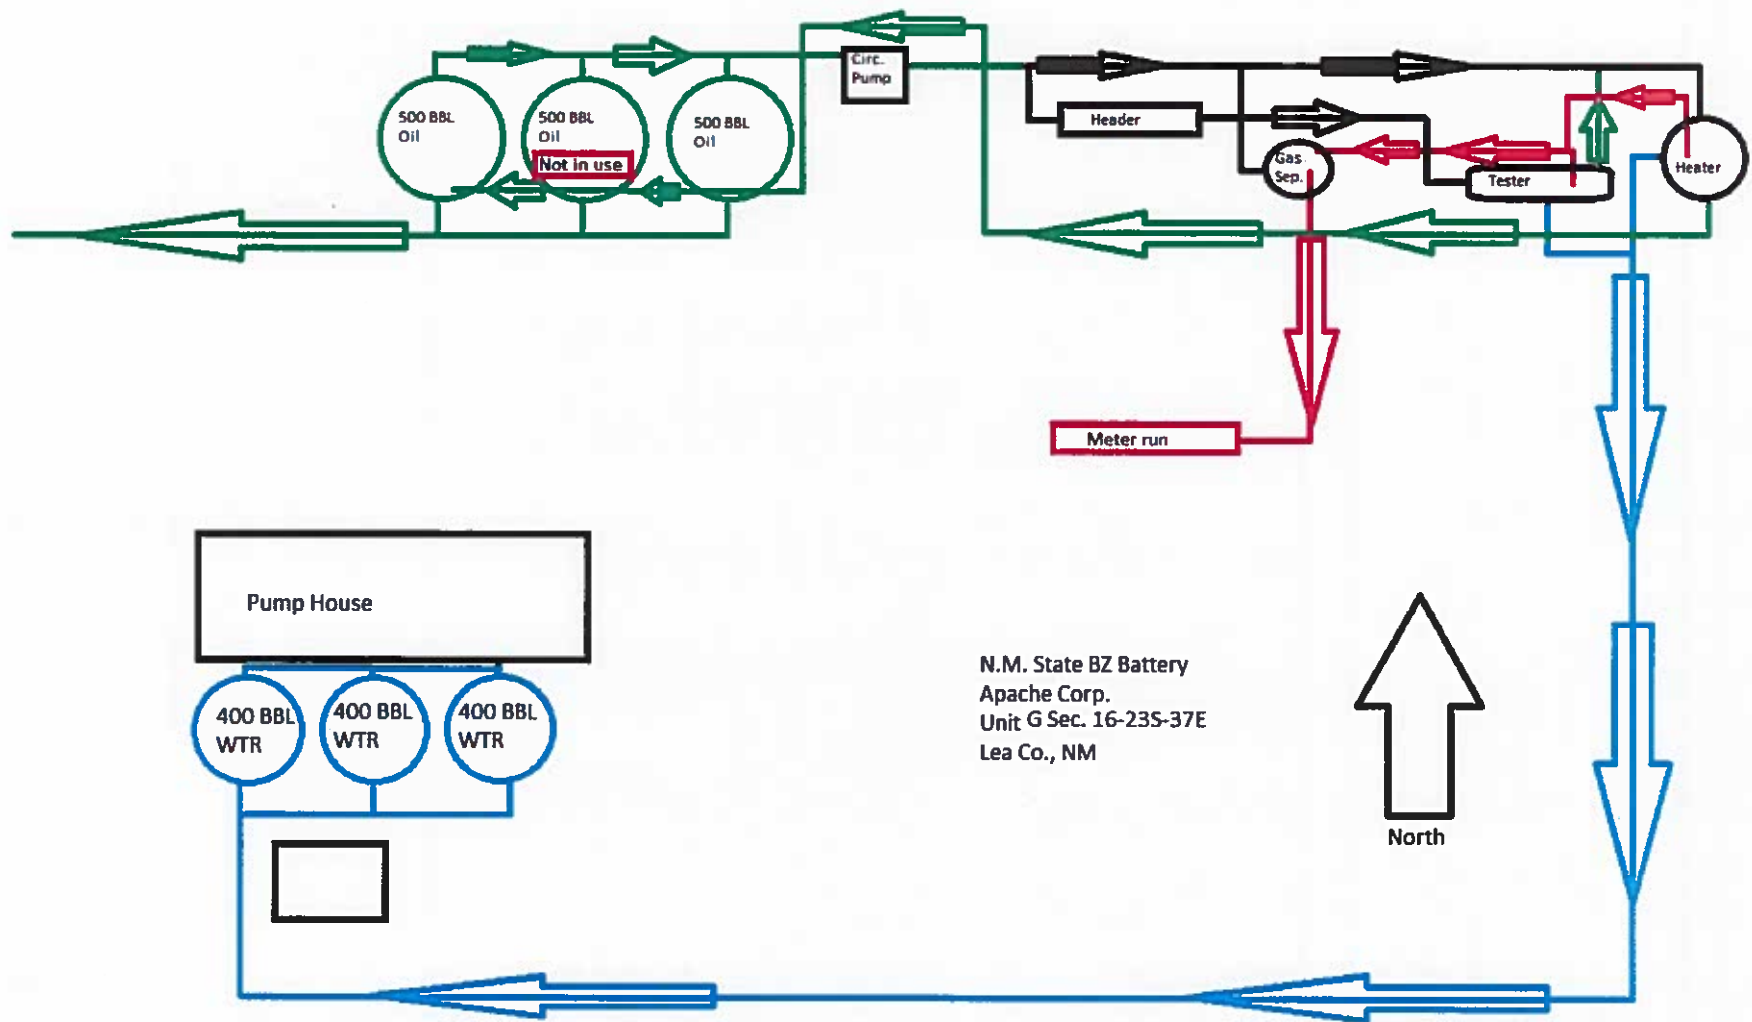 500 BBL
Oil
500 BBL
Oil
Not in use
500 BBL
Oil
Circ.
Pump
Header
Gas
Sep.
Tester
Heater
Meter run
Pump House
400 BBL
WTR
400 BBL
WTR
400 BBL
WTR
N.M. State BZ Battery
Apache Corp.
Unit G Sec. 16-23S-37E
Lea Co., NM
North